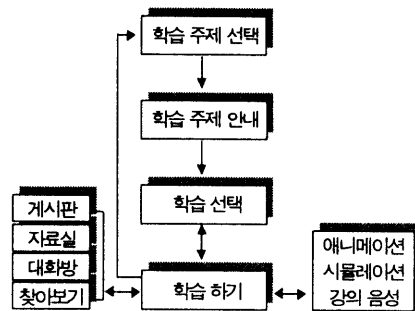 학습 주제 선택
학습 주제 안내
학습 선택
게시판
자료실
대화방
찾아보기
학습 하기
애니메이션
시뮬레이션
강의 음성